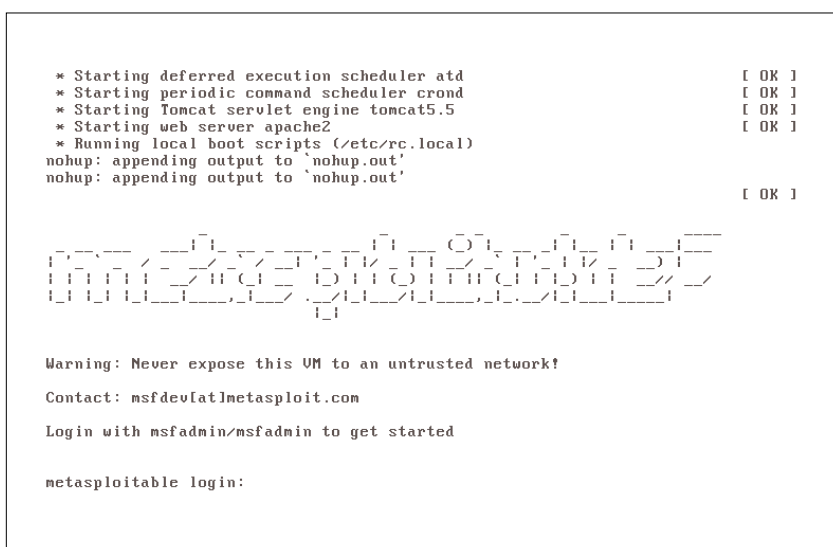 * Starting deferred execution scheduler atd [ OK ]
* Starting periodic command scheduler crond [ OK ]
* Starting Tomcat servlet engine tomcat5.5 [ OK ]
* Starting web server apache2 [ OK ]
* Running local boot scripts (/etc/rc.local)
nohup: appending output to `nohup.out'
nohup: appending output to `nohup.out'
[ OK ]
metasploitable2
Warning: Never expose this VM to an untrusted network!
Contact: msfdev[at]metasploit.com
Login with msfadmin/msfadmin to get started
metasploitable login: